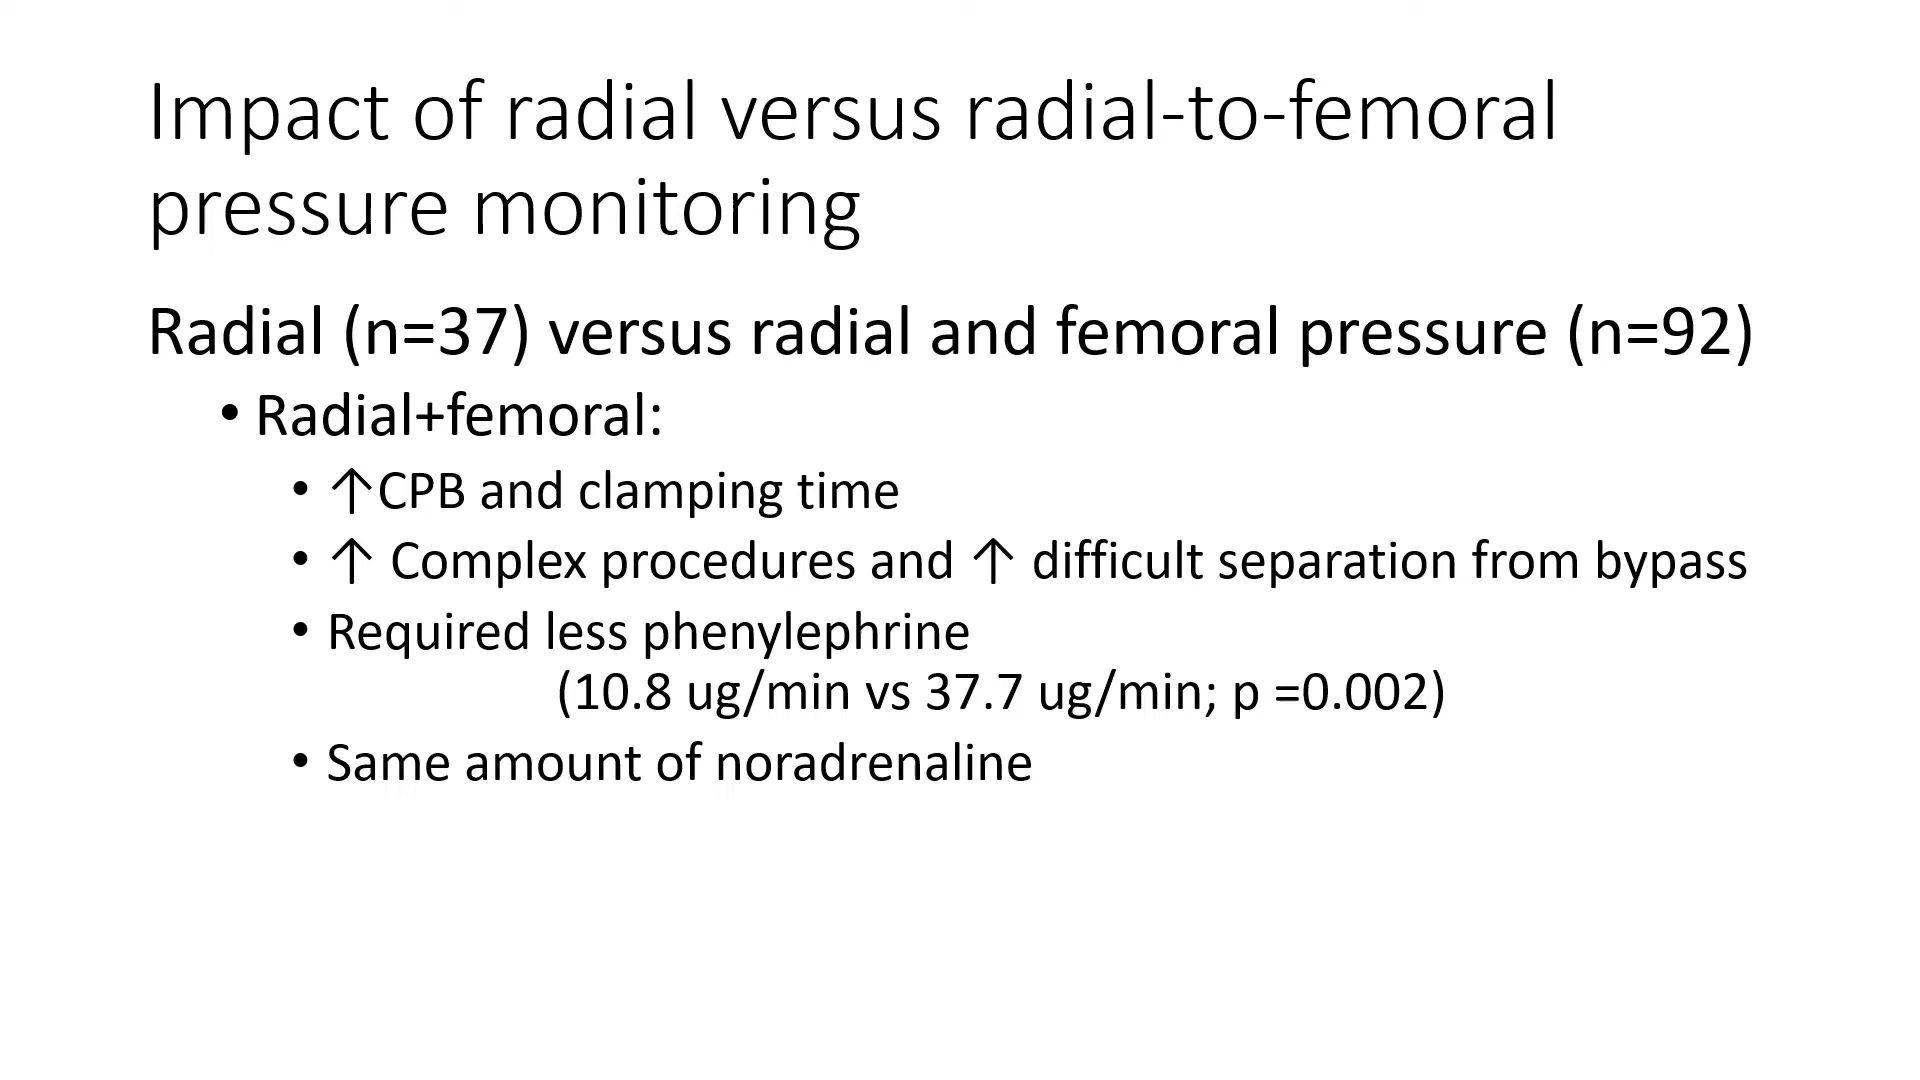 Impact of radial versus radial-to-femoral
pressure monitoring
Radial (n=37) versus radial and femoral pressure (n=92)
• Radial+femoral:
• ↑CPB and clamping time
• ↑ Complex procedures and ↑ difficult separation from bypass
• Required less phenylephrine
(10.8 ug/min vs 37.7 ug/min; p =0.002)
• Same amount of noradrenaline